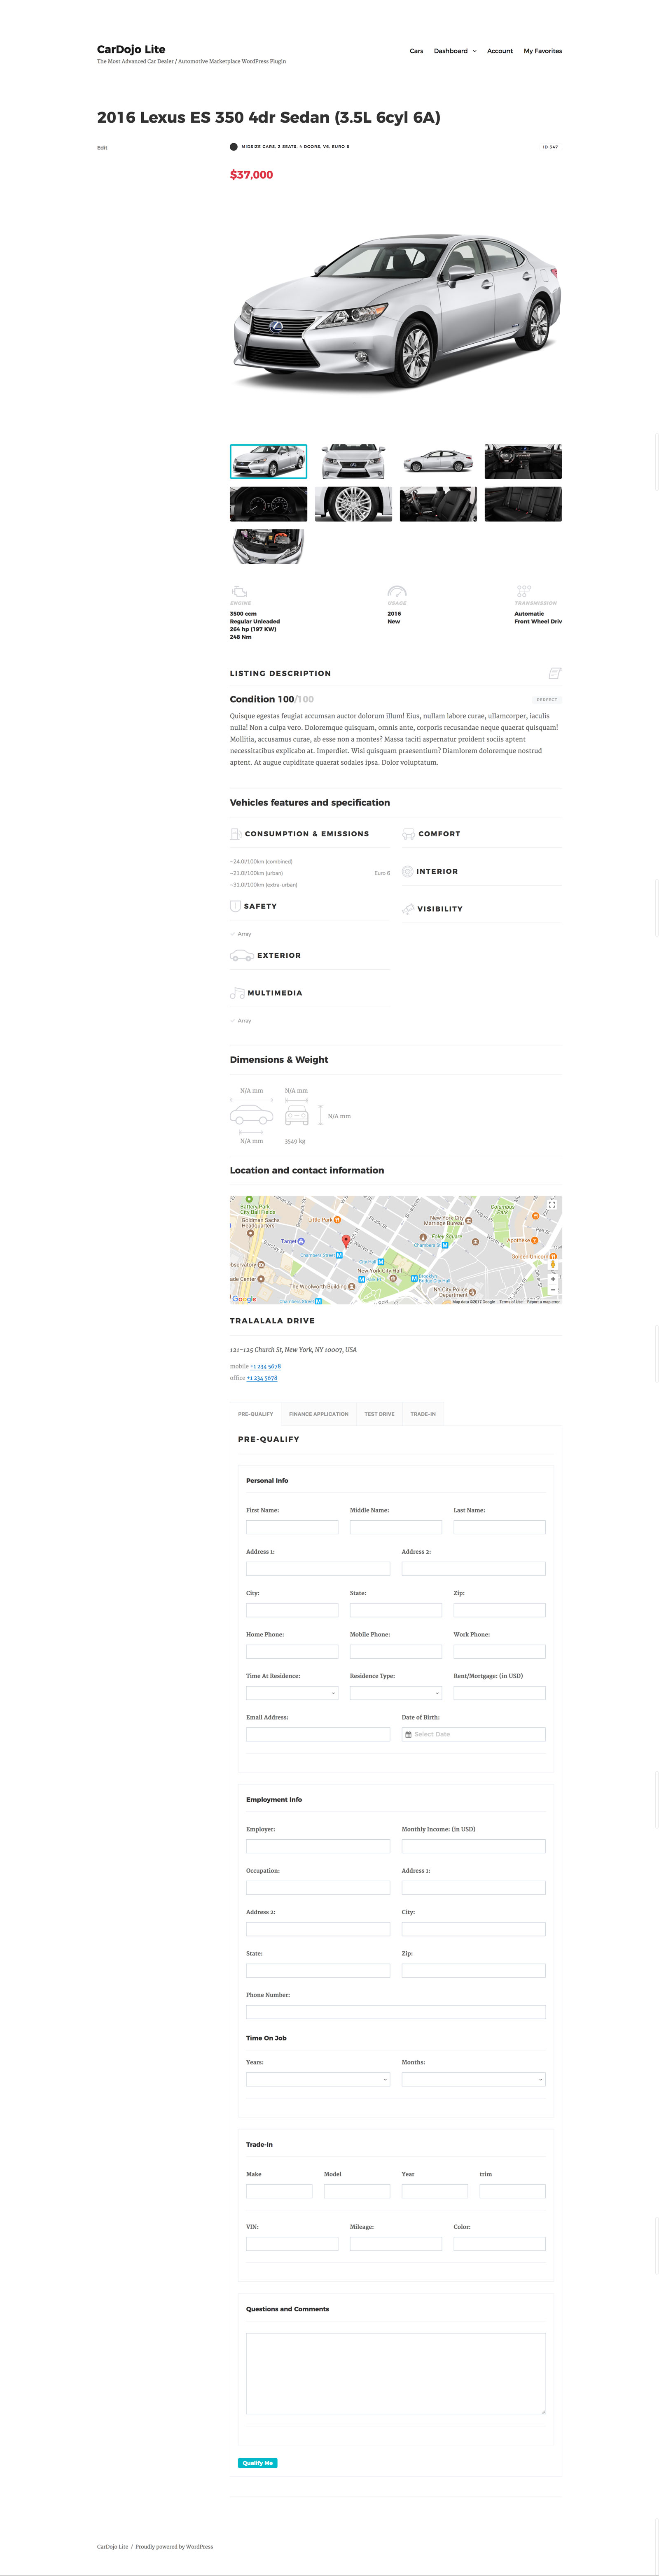 CarDojo Lite
The Most Advanced Car Dealer / Automotive Marketplace WordPress Plugin
Cars Dashboard Account My Favorites
2016 Lexus ES 350 4dr Sedan (3.5L 6cyl 6A)
Edit
MIDSIZE CARS, 2 SEATS, 4 DOORS, V8, EURO 6
ID 347
$37,000
ENGINE
3500 ccm
Regular Unleaded
264 hp (197 KW)
248 Nm
USAGE
2016
New
TRANSMISSION
Automatic
Front Wheel Driv
LISTING DESCRIPTION
Condition 100/100
PERFECT
Quisque egestas feugiat accumsan auctor dolorum illum! Eius, nullam labore curae, ullamcorper, iaculis
nulla! Non a culpa vero. Doloremque quisquam, omnis ante, corporis recusandae neque quaerat quisquam!
Mollitia, accusamus curae, ab esse non a montes? Massa taciti aspernatur proident sociis aptent
necessitatibus explicabo at. Imperdiet. Wisi quisquam praesentium? Diamlorem doloremque nostrud
aptent. At augue cupiditate quaerat sodales ipsa. Dolor voluptatum.
Vehicles features and specification
CONSUMPTION & EMISSIONS
~24.0l/100km (combined)
~21.0l/100km (urban)
Euro 6
~31.0l/100km (extra-urban)
SAFETY
Array
EXTERIOR
MULTIMEDIA
Array
COMFORT
INTERIOR
VISIBILITY
Dimensions & Weight
N/A mm
N/A mm
N/A mm
N/A mm
3549 kg
Location and contact information
Battery Park
City Ball Fields
Goldman Sachs
Headquarters
Little Park
Target
Chambers Street
City Hall
New York City Hall
Park Pl
The Woolworth Building
Chambers Street
New York City
Marriage Bureau
Foley Square
Chambers St
Brooklyn
Bridge City Hall
NY City Police
Department
Columbus
Park
Apotheke
Golden Unicorn
Google
Map data ©2017 Google Terms of Use Report a map error
TRALALALA DRIVE
121-125 Church St, New York, NY 10007, USA
mobile +1 234 5678
office +1 234 5678
PRE-QUALIFY FINANCE APPLICATION TEST DRIVE TRADE-IN
PRE-QUALIFY
Personal Info
First Name: Middle Name: Last Name:
Address 1: Address 2:
City: State: Zip:
Home Phone: Mobile Phone: Work Phone:
Time At Residence: Residence Type: Rent/Mortgage: (in USD)
Email Address: Date of Birth:
Select Date
Employment Info
Employer: Monthly Income: (in USD)
Occupation: Address 1:
Address 2: City:
State: Zip:
Phone Number:
Time On Job
Years: Months:
Trade-In
Make Model Year trim
VIN: Mileage: Color:
Questions and Comments
Qualify Me
CarDojo Lite / Proudly powered by WordPress